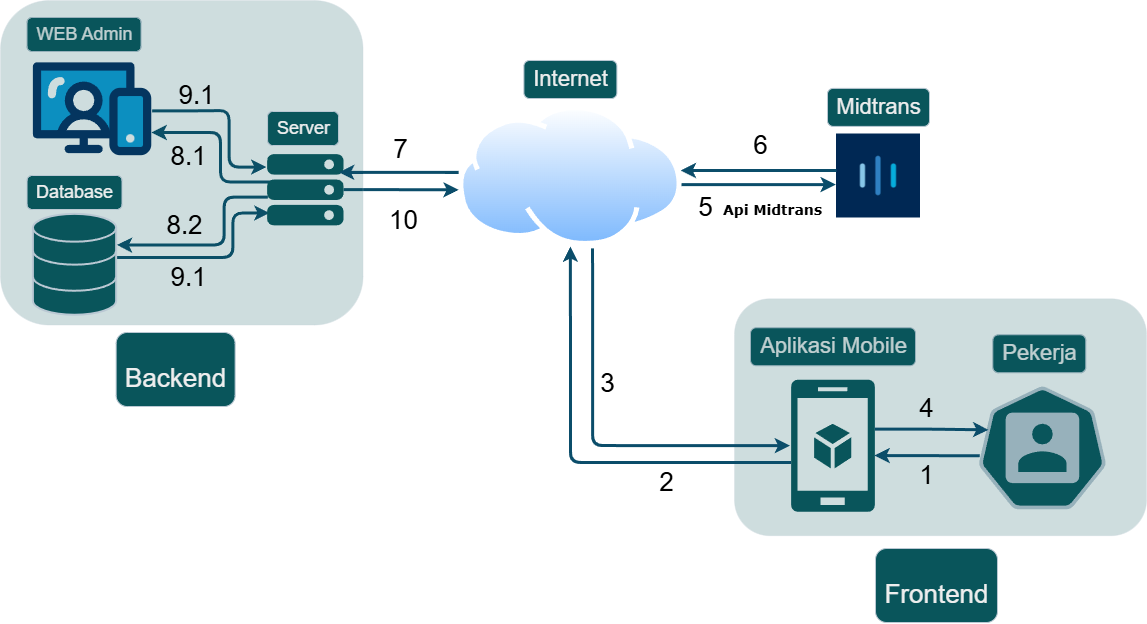 WEB Admin
9.1
8.1
Server
Database
8.2
9.1
Backend
7
10
Internet
6
5 Api Midtrans
Midtrans
3
2
Aplikasi Mobile
Pekerja
4
1
Frontend